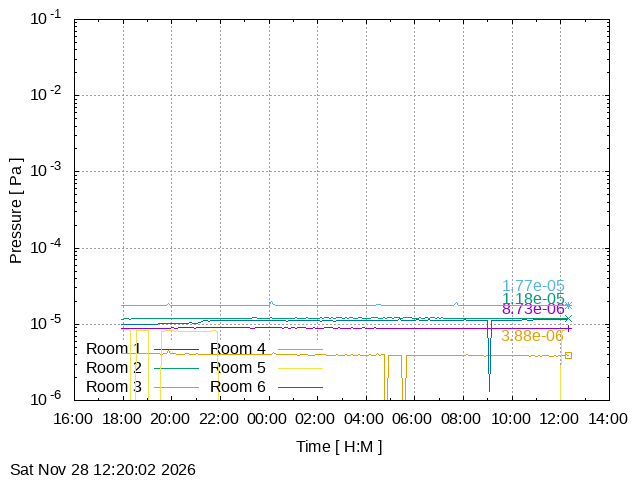 10^-1
10^-2
10^-3
10^-4
10^-5
10^-6
Pressure [ Pa ]
1.77e-05
1.18e-05
8.73e-06
3.88e-06
Room 1 Room 4
Room 2 Room 5
Room 3 Room 6
16:00 18:00 20:00 22:00 00:00 02:00 04:00 06:00 08:00 10:00 12:00 14:00
Time [ H:M ]
Sat Nov 28 12:20:02 2026